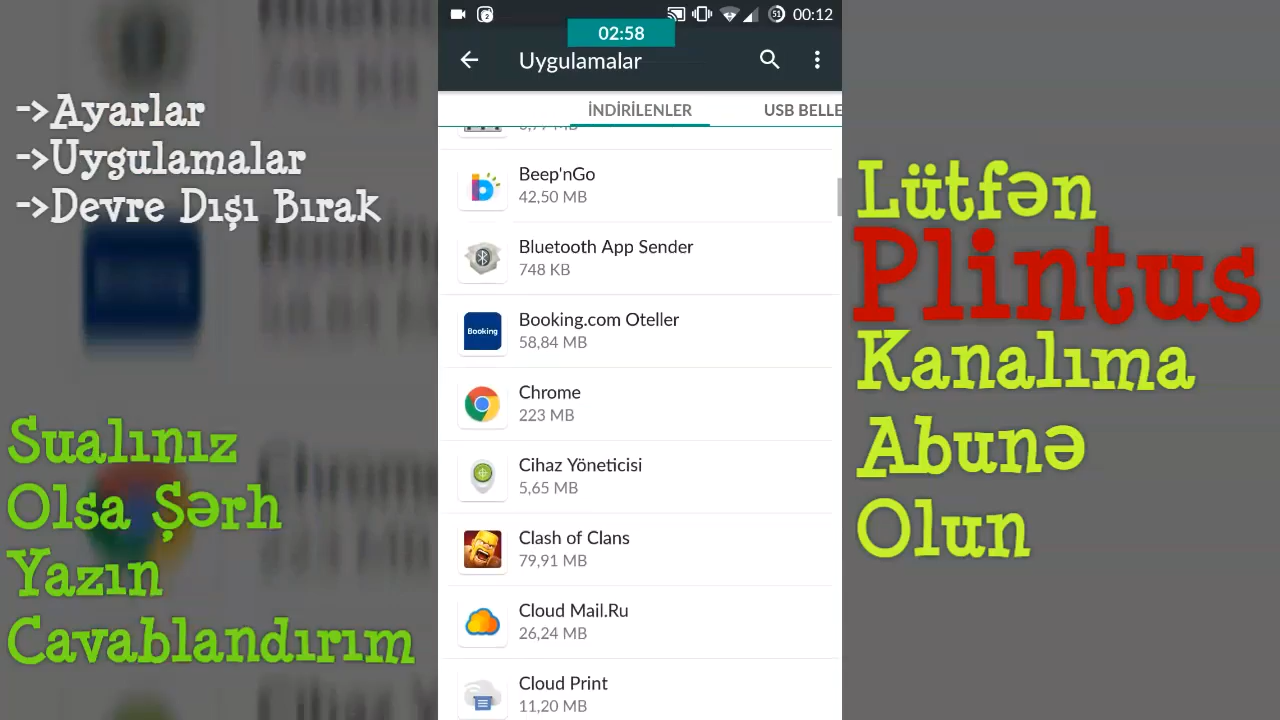 ->Ayarlar
->Uygulamalar
->Devre Dışı Bırak
Sualınız
Olsa Şərh
Yazın
Cavablandırım
2
51
00:12
02:58
Uygulamalar
İNDİRİLENLER
USB BELLE
Beep'nGo
42,50 MB
Bluetooth App Sender
748 KB
Booking
Booking.com Oteller
58,84 MB
Chrome
223 MB
Cihaz Yöneticisi
5,65 MB
Clash of Clans
79,91 MB
Cloud Mail.Ru
26,24 MB
Cloud Print
11,20 MB
Lütfən
Plintus
Kanalıma
Abunə
Olun